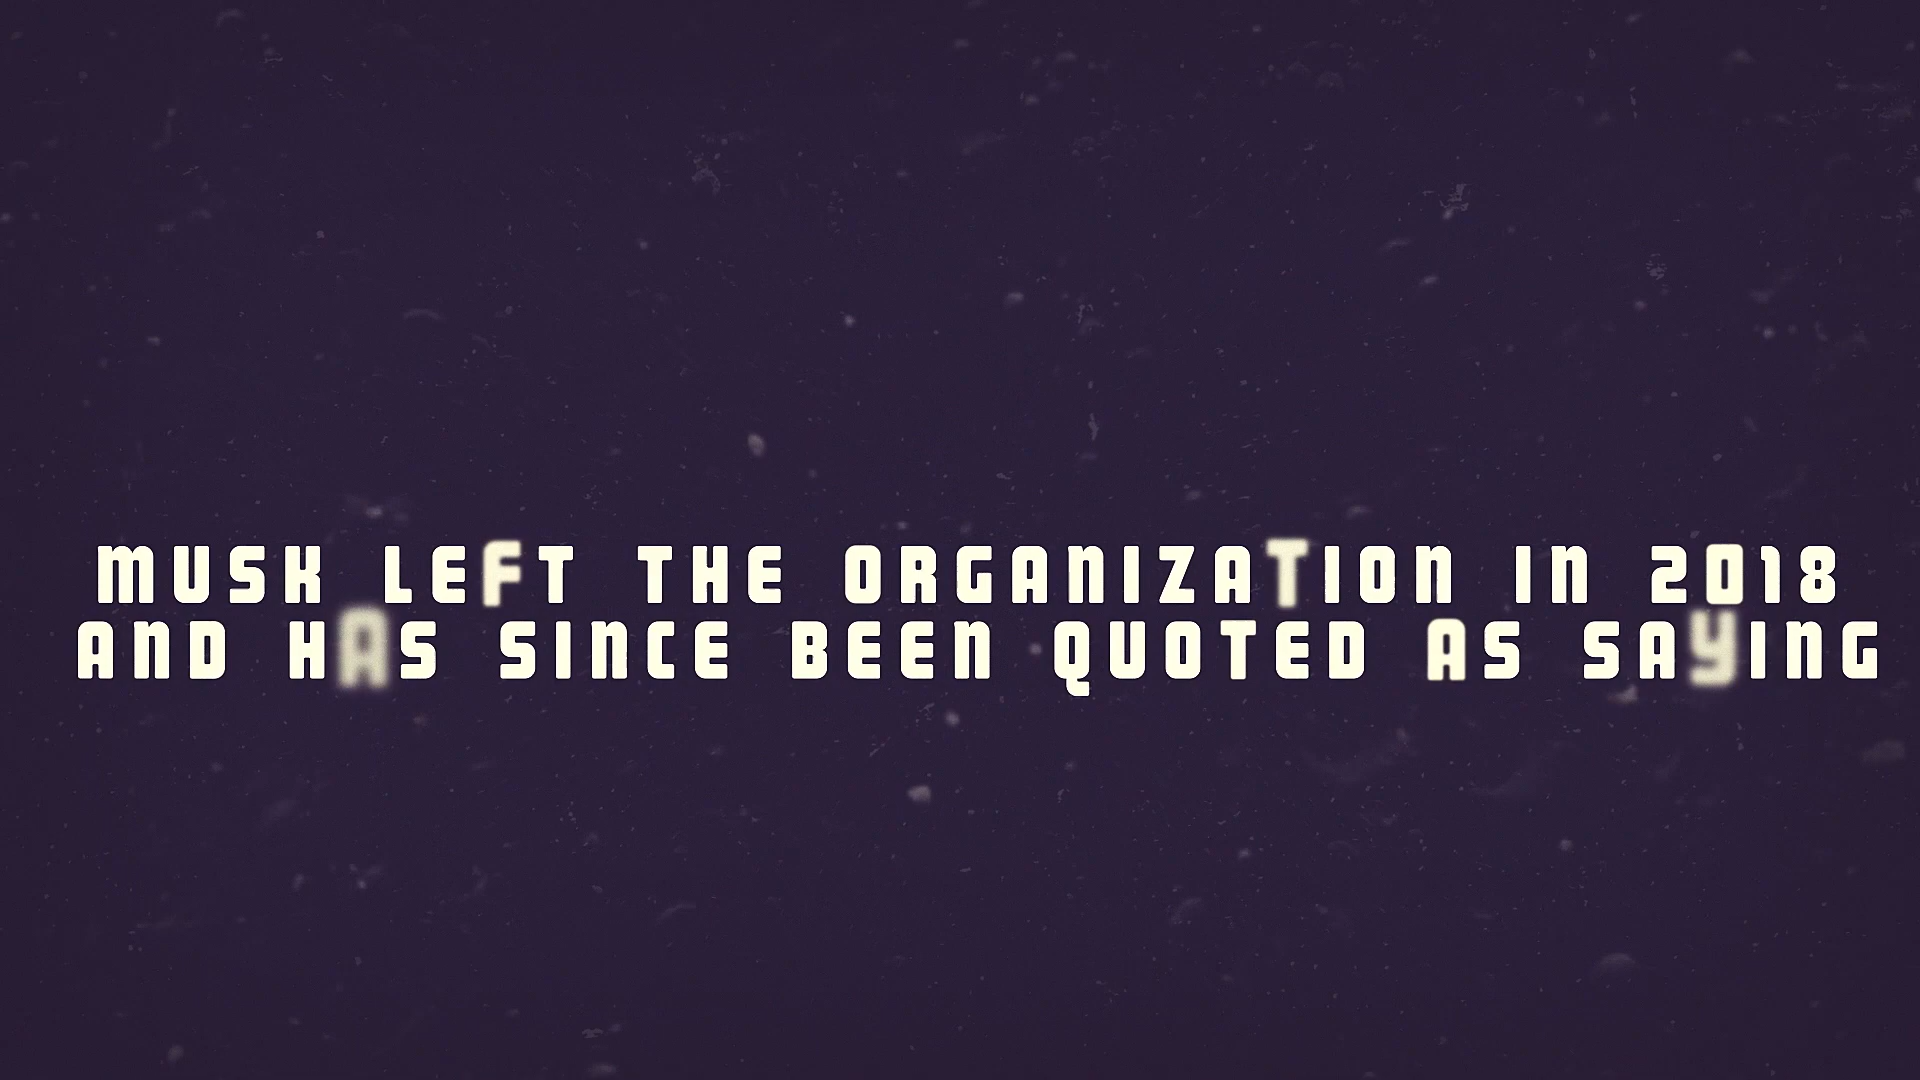 MUSK LEFT THE ORGANIZATION IN 2018
AND HAS SINCE BEEN QUOTED AS SAYING